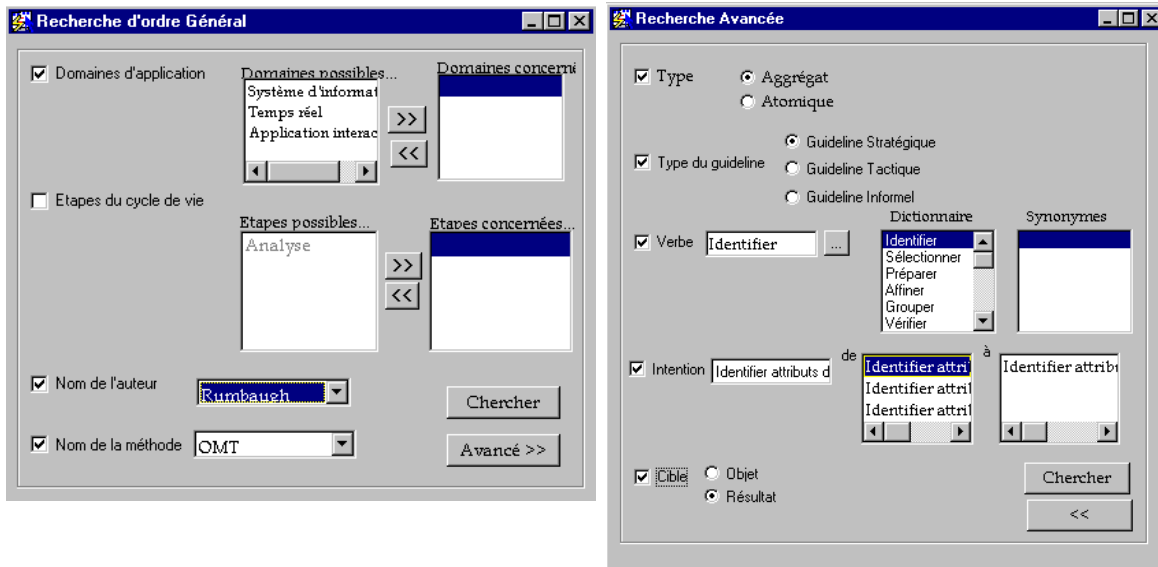 Recherche d'ordre Général
Domaines d'application
Domaines possibles...
Domaines concerné
Système d'informat
Temps réel
Application interac
>>
<<
Etapes du cycle de vie
Etapes possibles...
Etapes concernées...
Analyse
>>
<<
Nom de l'auteur
Rumbaugh
Chercher
Nom de la méthode
OMT
Avancé >>
Recherche Avancée
Type
Aggrégat
Atomique
Type du guideline
Guideline Stratégique
Guideline Tactique
Guideline Informel
Dictionnaire
Synonymes
Verbe
Identifier
...
Identifier
Sélectionner
Préparer
Affiner
Grouper
Vérifier
Intention
Identifier attributs d
de
Identifier attri
Identifier attril
Identifier attril
à
Identifier attribu
Cible
Objet
Résultat
Chercher
<<